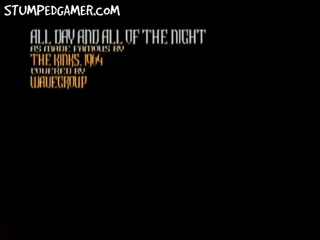 STUMPEDGAMER.COM
ALL DAY AND ALL OF THE NIGHT
AS MADE FAMOUS BY
THE KINKS, 1964
COVERED BY
WAVEGROUP